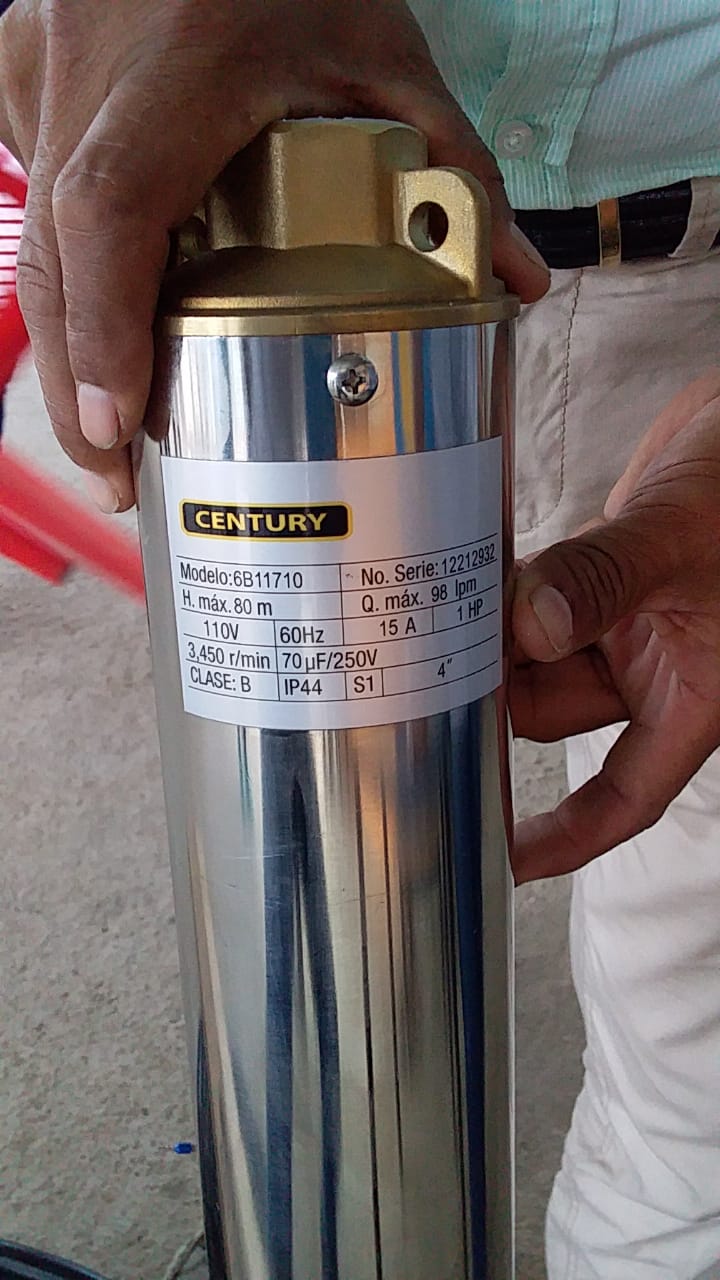 CENTURY
Modelo:6B11710 No. Serie:12212932
H. máx.80 m Q. máx. 98 lpm
110V 60Hz 15 A 1 HP
3,450 r/min 70 µF/250V
CLASE: B IP44 S1 4"